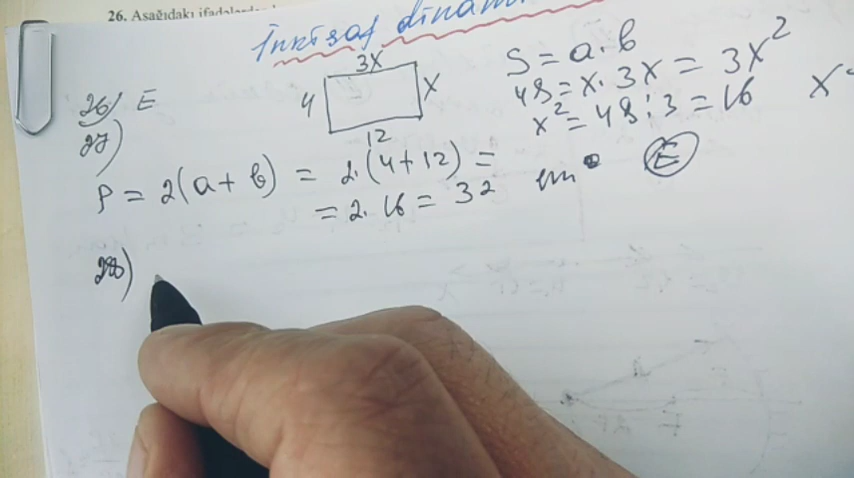 26. Aşağıdakı ifadələrdən
İnkişaf dinami
26) E
27)
3x
4
x
12
S = a · b
48 = x · 3x = 3x²
x² = 48 : 3 = 16
x
P = 2(a + b) = 2 · (4 + 12) =
= 2 · 16 = 32 sm
E
28)